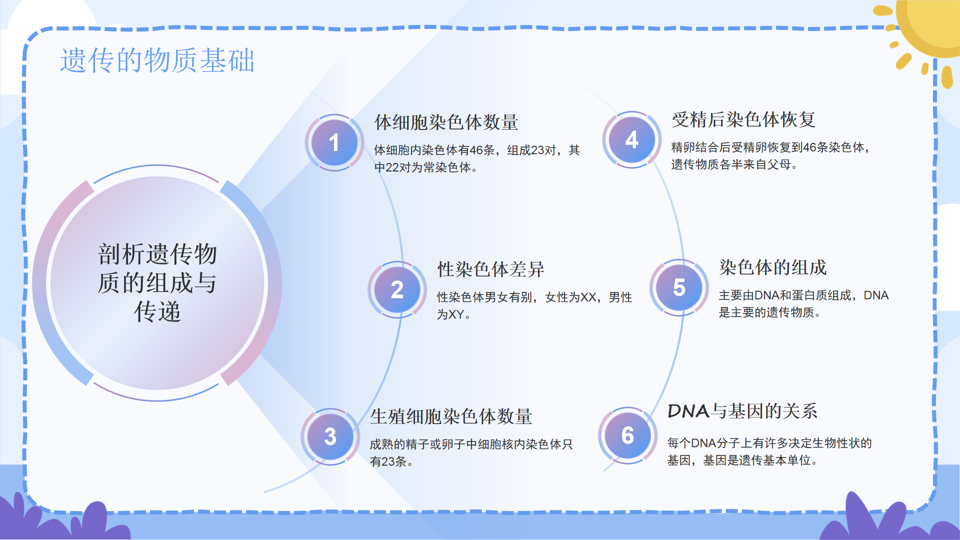 遗传的物质基础
剖析遗传物
质的组成与
传递
1
体细胞染色体数量
体细胞内染色体有46条，组成23对，其
中22对为常染色体。
2
性染色体差异
性染色体男女有别，女性为XX，男性
为XY。
3
生殖细胞染色体数量
成熟的精子或卵子中细胞核内染色体只
有23条。
4
受精后染色体恢复
精卵结合后受精卵恢复到46条染色体，
遗传物质各半来自父母。
5
染色体的组成
主要由DNA和蛋白质组成，DNA
是主要的遗传物质。
6
DNA与基因的关系
每个DNA分子上有许多决定生物性状的
基因，基因是遗传基本单位。